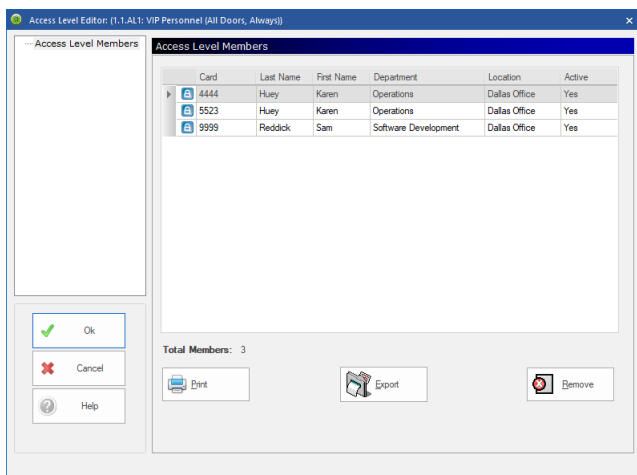 Access Level Editor: (1.1.AL1: VIP Personnel (All Doors, Always))
Access Level Members
Access Level Members
Card Last Name First Name Department Location Active
4444 Huey Karen Operations Dallas Office Yes
5523 Huey Karen Operations Dallas Office Yes
9999 Reddick Sam Software Development Dallas Office Yes
Total Members: 3
Ok
Cancel
Help
Print
Export
Remove